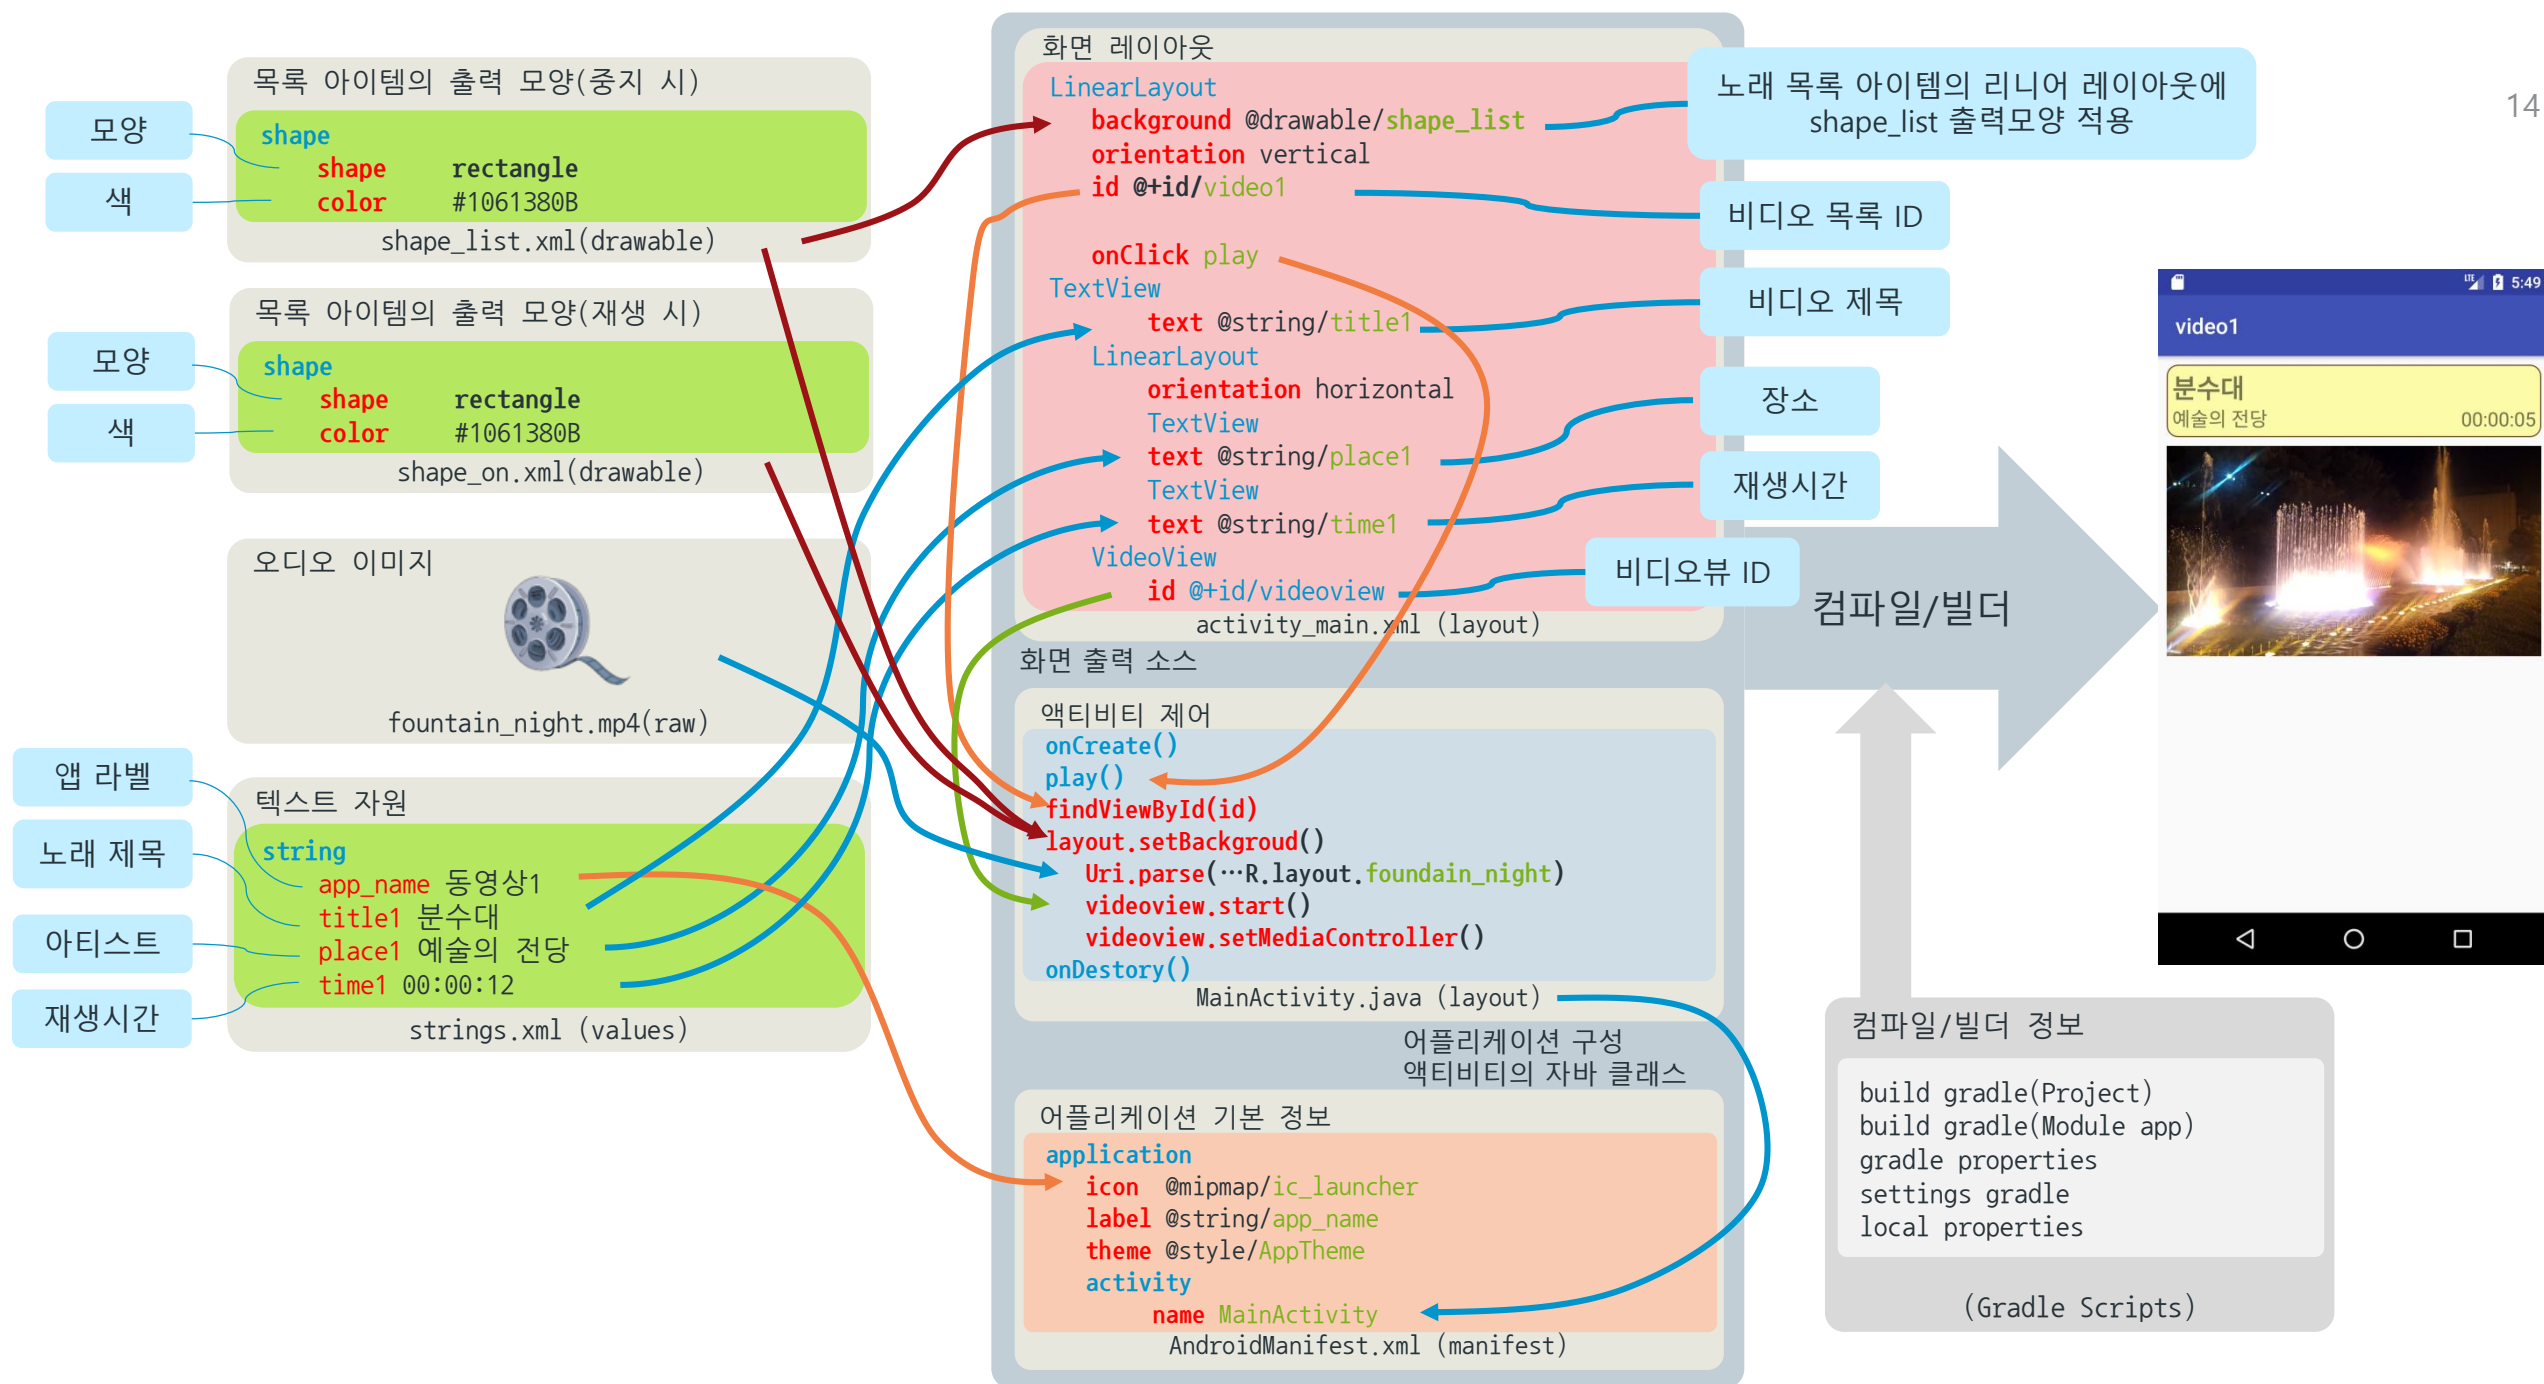 14
목록 아이템의 출력 모양(중지 시)
모양
색
shape
shape rectangle
color #1061380B
shape_list.xml(drawable)
목록 아이템의 출력 모양(재생 시)
모양
색
shape
shape rectangle
color #1061380B
shape_on.xml(drawable)
오디오 이미지
fountain_night.mp4(raw)
앱 라벨
노래 제목
아티스트
재생시간
텍스트 자원
string
app_name 동영상1
title1 분수대
place1 예술의 전당
time1 00:00:12
strings.xml (values)
화면 레이아웃
LinearLayout
background @drawable/shape_list
orientation vertical
id @+id/video1
onClick play
TextView
text @string/title1
LinearLayout
orientation horizontal
TextView
text @string/place1
TextView
text @string/time1
VideoView
id @+id/videoview
activity_main.xml (layout)
노래 목록 아이템의 리니어 레이아웃에
shape_list 출력모양 적용
비디오 목록 ID
비디오 제목
장소
재생시간
비디오뷰 ID
화면 출력 소스
액티비티 제어
onCreate()
play()
findViewById(id)
layout.setBackgroud()
Uri.parse(…R.layout.foundain_night)
videoview.start()
videoview.setMediaController()
onDestory()
MainActivity.java (layout)
어플리케이션 구성
액티비티의 자바 클래스
어플리케이션 기본 정보
application
icon @mipmap/ic_launcher
label @string/app_name
theme @style/AppTheme
activity
name MainActivity
AndroidManifest.xml (manifest)
컴파일/빌더
컴파일/빌더 정보
build gradle(Project)
build gradle(Module app)
gradle properties
settings gradle
local properties
(Gradle Scripts)
LTE 5:49
video1
분수대
예술의 전당 00:00:05